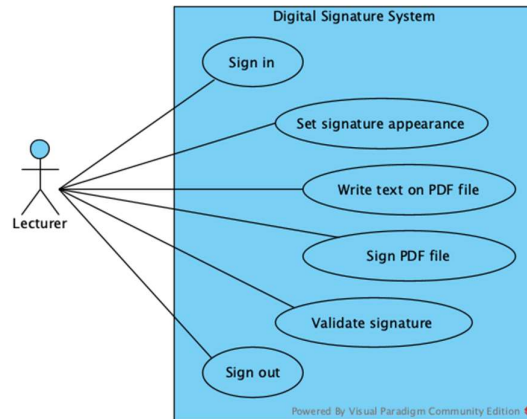 Digital Signature System
Sign in
Set signature appearance
Write text on PDF file
Lecturer
Sign PDF file
Validate signature
Sign out
Powered By Visual Paradigm Community Edition